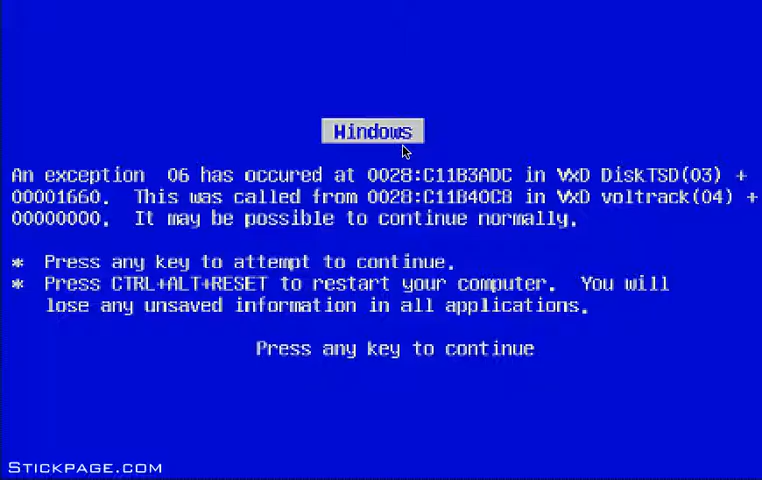 Windows
An exception 06 has occured at 0028:C11B3ADC in VxD DiskTSD(03) +
00001660. This was called from 0028:C11B40C8 in VxD voltrack(04) +
00000000. It may be possible to continue normally.
* Press any key to attempt to continue.
* Press CTRL+ALT+RESET to restart your computer. You will
lose any unsaved information in all applications.
Press any key to continue
STICKPAGE.COM